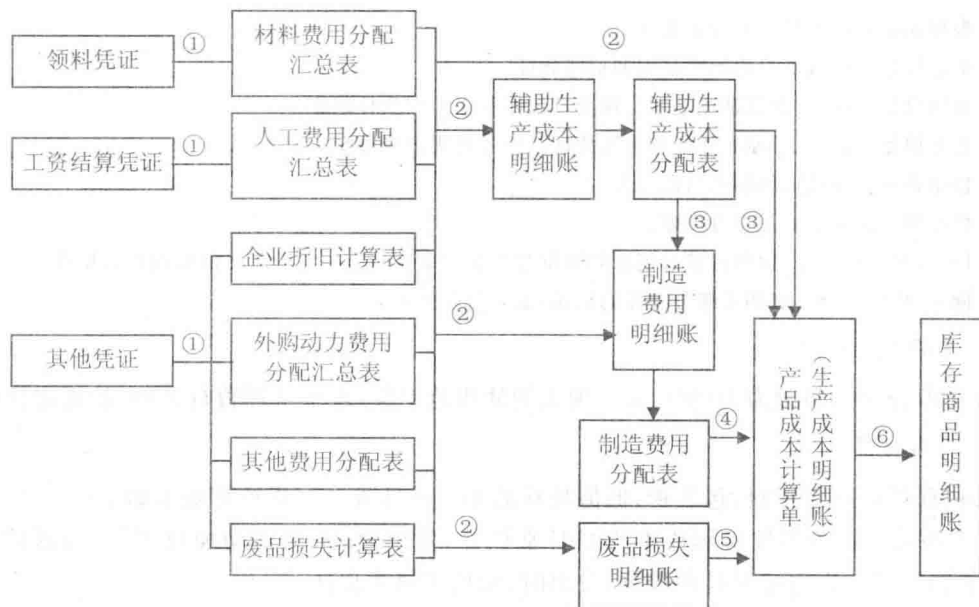 领料凭证
①
材料费用分配
汇总表
②
工资结算凭证
①
人工费用分配
汇总表
②
辅助生
产成本
明细账
辅助生
产成本
分配表
③
③
企业折旧计算表
制造
费用
明细账
其他凭证
①
外购动力费用
分配汇总表
②
其他费用分配表
制造费用
分配表
④
废品损失计算表
②
废品损失
明细账
⑤
产品成本计算单
（生产成本明细账）
⑥
库存商品明细账